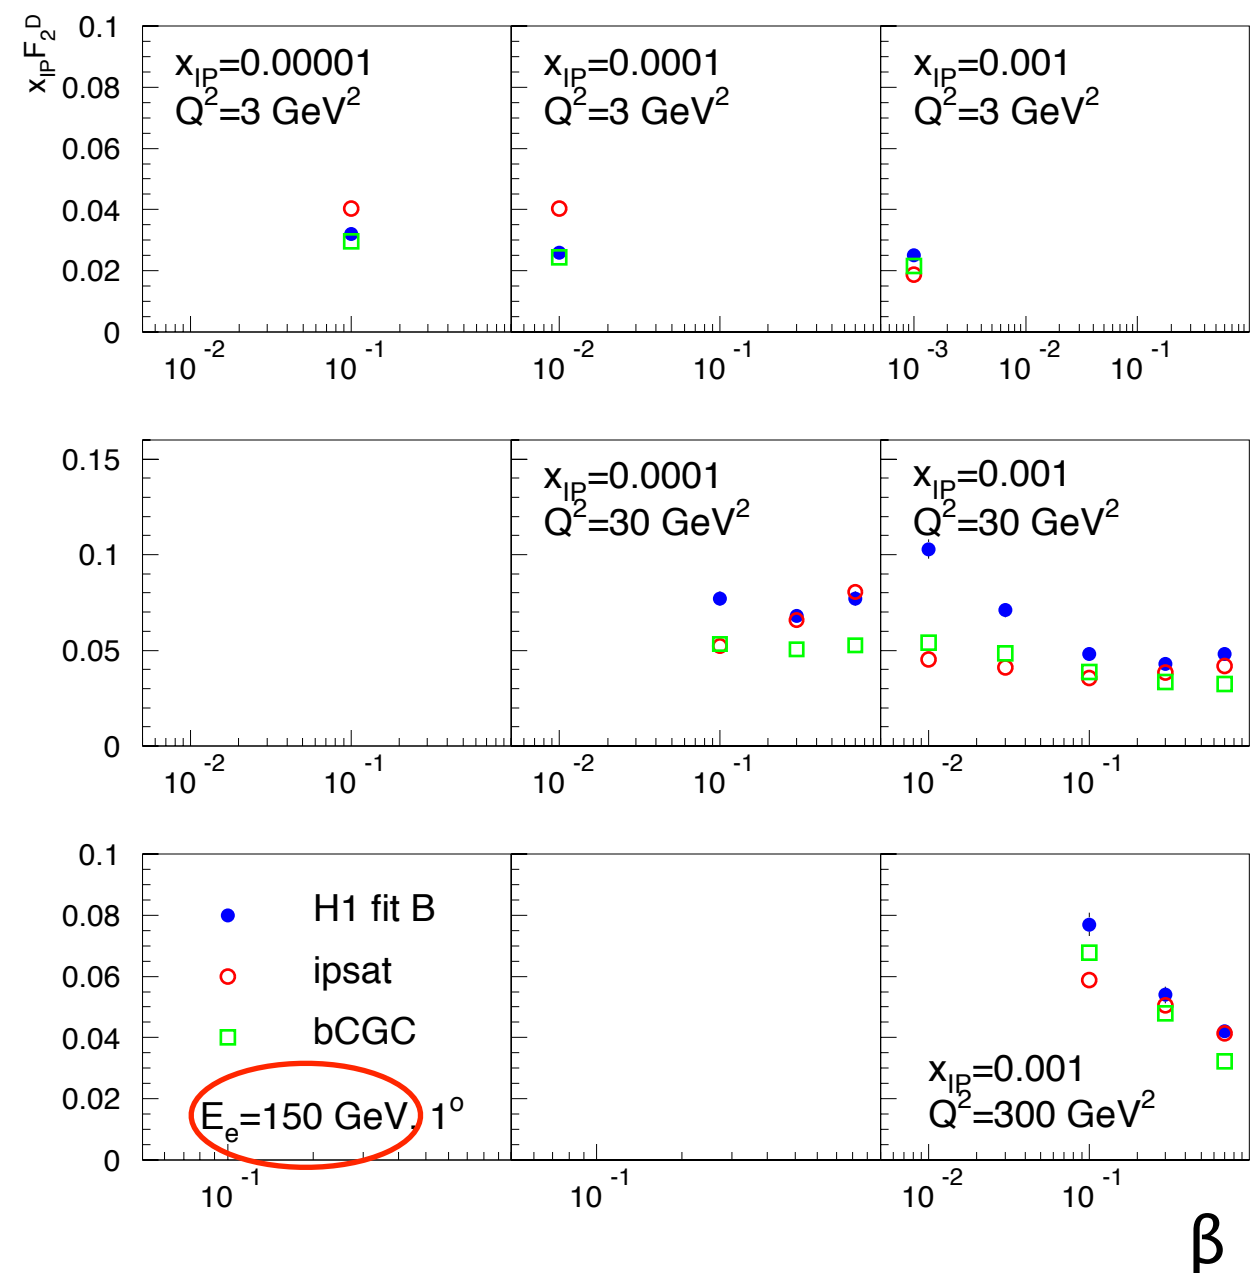 x_IP F_2^D
0.1
0.08
0.06
0.04
0.02
0
x_IP=0.00001
Q^2=3 GeV^2
x_IP=0.0001
Q^2=3 GeV^2
x_IP=0.001
Q^2=3 GeV^2
10^-2 10^-1 10^-2 10^-1 10^-3 10^-2 10^-1
0.15
0.1
0.05
0
x_IP=0.0001
Q^2=30 GeV^2
x_IP=0.001
Q^2=30 GeV^2
10^-2 10^-1 10^-2 10^-1 10^-2 10^-1
0.1
0.08
0.06
0.04
0.02
0
H1 fit B
ipsat
bCGC
E_e=150 GeV, 1^o
x_IP=0.001
Q^2=300 GeV^2
10^-1 10^-1 10^-2 10^-1
β